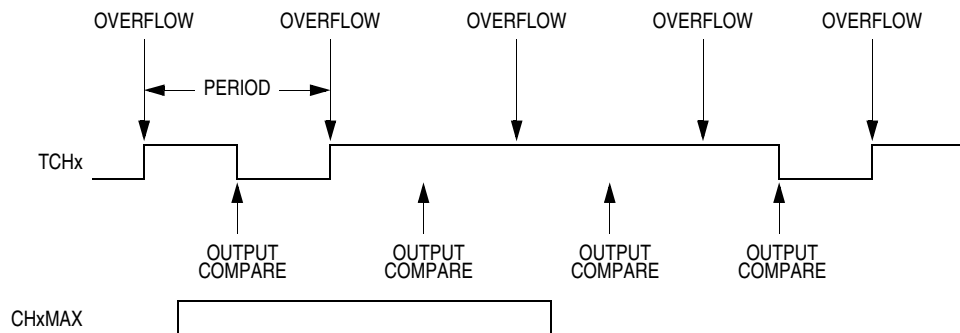 OVERFLOW OVERFLOW OVERFLOW OVERFLOW OVERFLOW
PERIOD
TCHx
OUTPUT OUTPUT OUTPUT OUTPUT
COMPARE COMPARE COMPARE COMPARE
CHxMAX